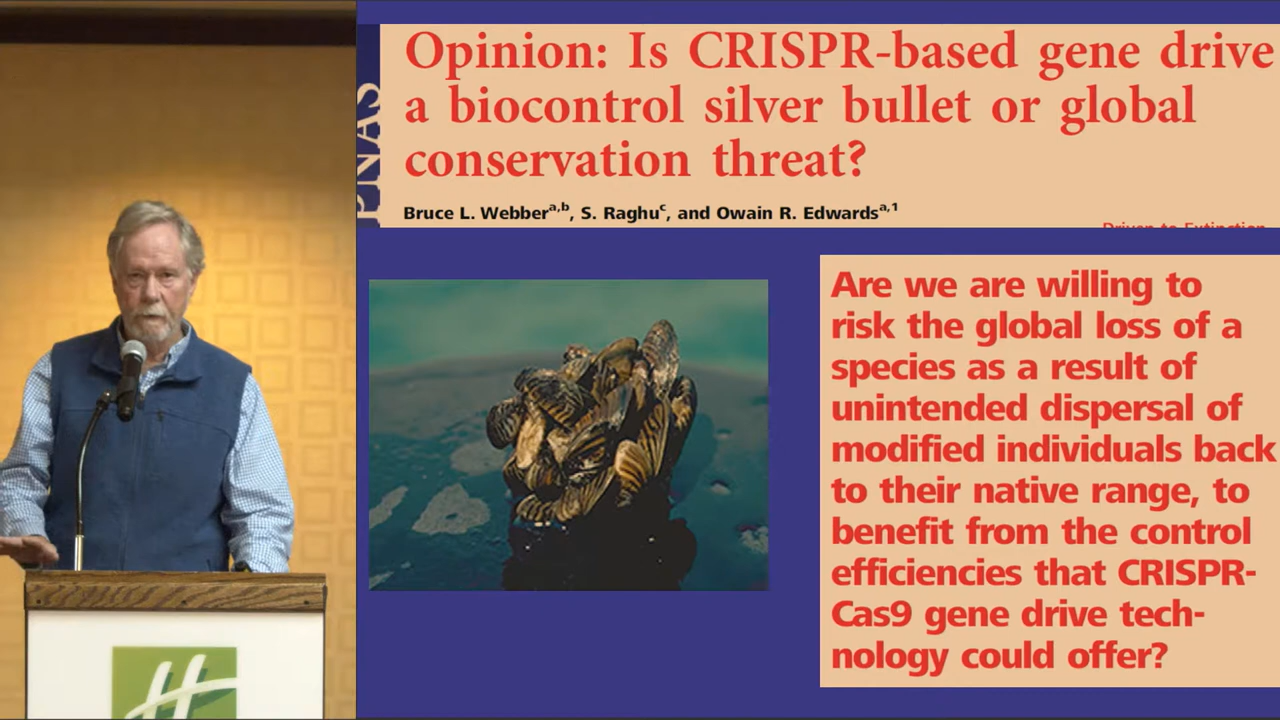 Opinion: Is CRISPR-based gene drive
a biocontrol silver bullet or global
conservation threat?
PNAS
Bruce L. Webber^a,b, S. Raghu^c, and Owain R. Edwards^a,1
Driven to Extinction
Are we are willing to
risk the global loss of a
species as a result of
unintended dispersal of
modified individuals back
to their native range, to
benefit from the control
efficiencies that CRISPR-
Cas9 gene drive tech-
nology could offer?
H